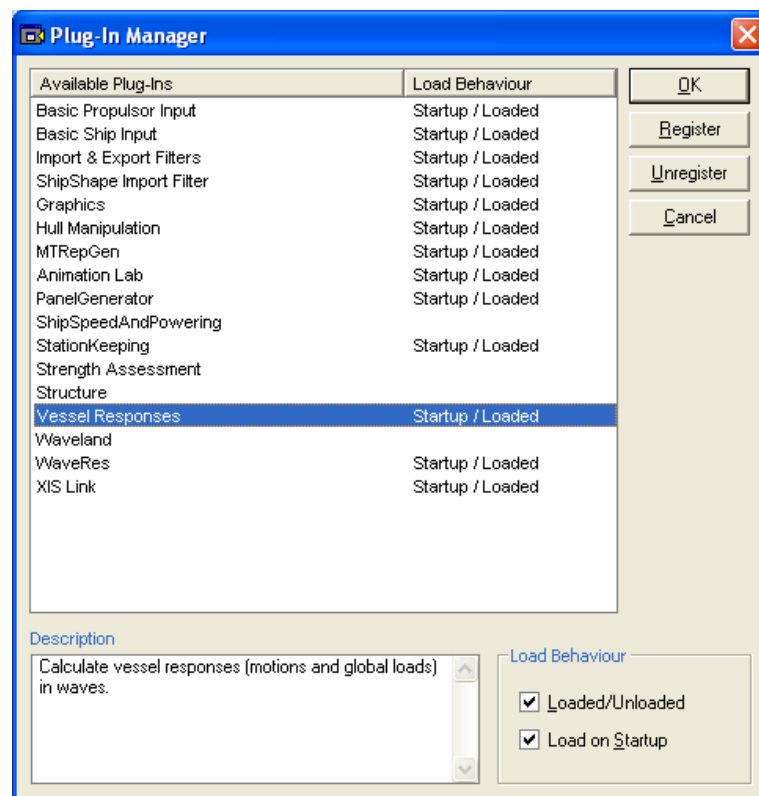 Plug-In Manager
Available Plug-Ins Load Behaviour
Basic Propulsor Input Startup / Loaded
Basic Ship Input Startup / Loaded
Import & Export Filters Startup / Loaded
ShipShape Import Filter Startup / Loaded
Graphics Startup / Loaded
Hull Manipulation Startup / Loaded
MTRepGen Startup / Loaded
Animation Lab Startup / Loaded
PanelGenerator Startup / Loaded
ShipSpeedAndPowering
StationKeeping Startup / Loaded
Strength Assessment
Structure
Vessel Responses Startup / Loaded
Waveland
WaveRes Startup / Loaded
XIS Link Startup / Loaded
OK
Register
Unregister
Cancel
Description
Calculate vessel responses (motions and global loads)
in waves.
Load Behaviour
Loaded/Unloaded
Load on Startup